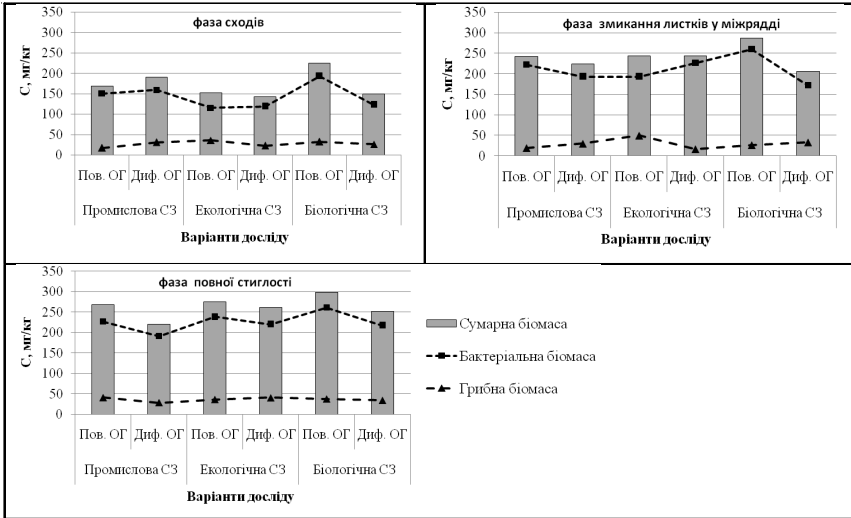 фаза сходів
С, мг/кг
350
300
250
200
150
100
50
0
Пов. ОГ Диф. ОГ Пов. ОГ Диф. ОГ Пов. ОГ Диф. ОГ
Промислова СЗ Екологічна СЗ Біологічна СЗ
Варіанти досліду
фаза змикання листків у міжрядді
С, мг/кг
350
300
250
200
150
100
50
0
Пов. ОГ Диф. ОГ Пов. ОГ Диф. ОГ Пов. ОГ Диф. ОГ
Промислова СЗ Екологічна СЗ Біологічна СЗ
Варіанти досліду
фаза повної стиглості
С, мг/кг
350
300
250
200
150
100
50
0
Пов. ОГ Диф. ОГ Пов. ОГ Диф. ОГ Пов. ОГ Диф. ОГ
Промислова СЗ Екологічна СЗ Біологічна СЗ
Варіанти досліду
Сумарна біомаса
Бактеріальна біомаса
Грибна біомаса